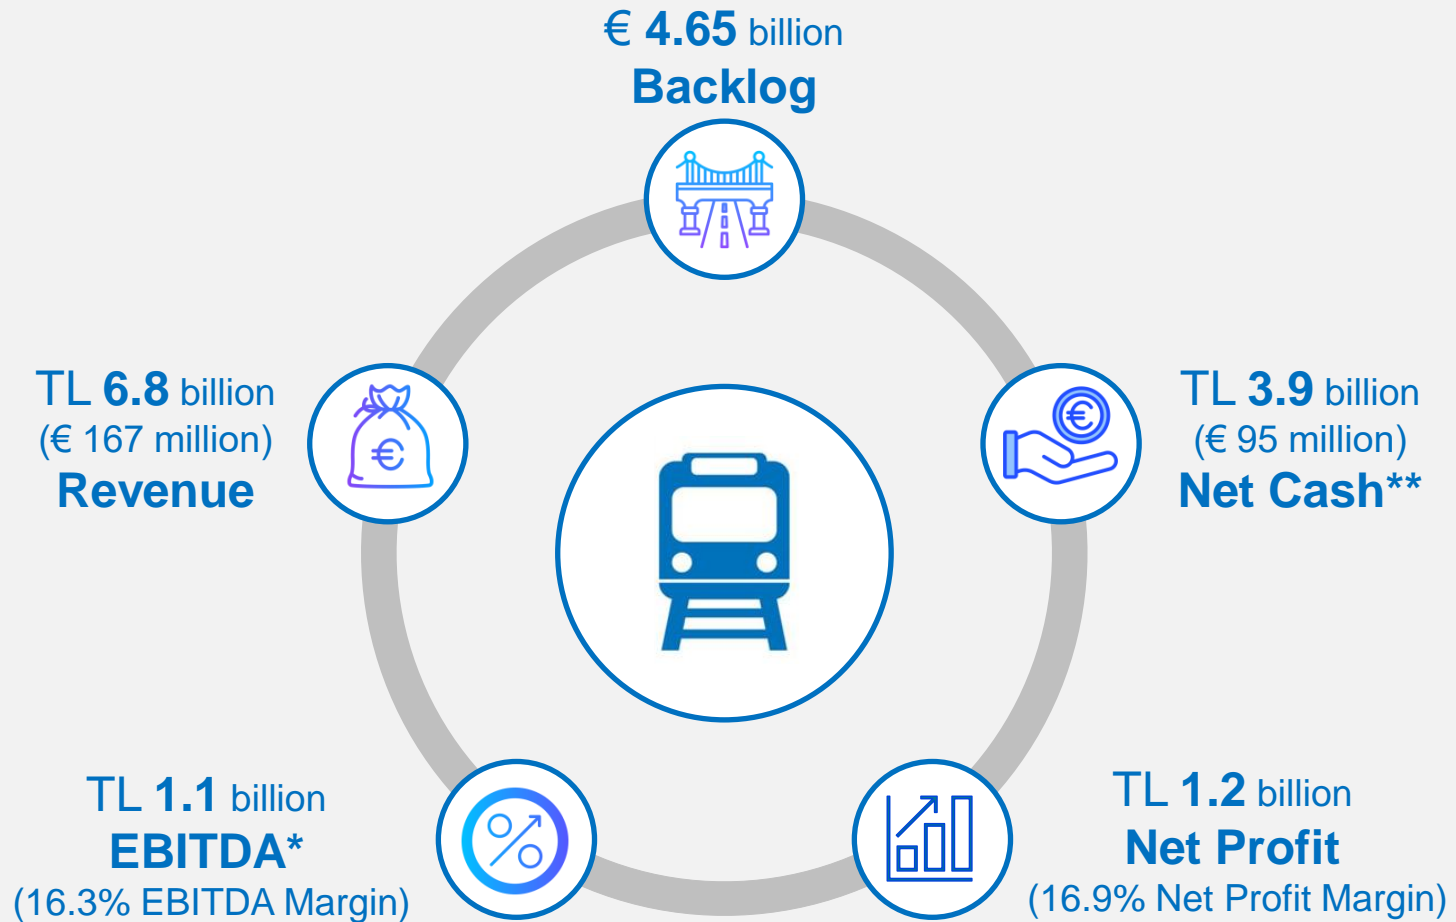 € 4.65 billion
Backlog
TL 6.8 billion
(€ 167 million)
Revenue
TL 3.9 billion
(€ 95 million)
Net Cash**
TL 1.1 billion
EBITDA*
(16.3% EBITDA Margin)
TL 1.2 billion
Net Profit
(16.9% Net Profit Margin)